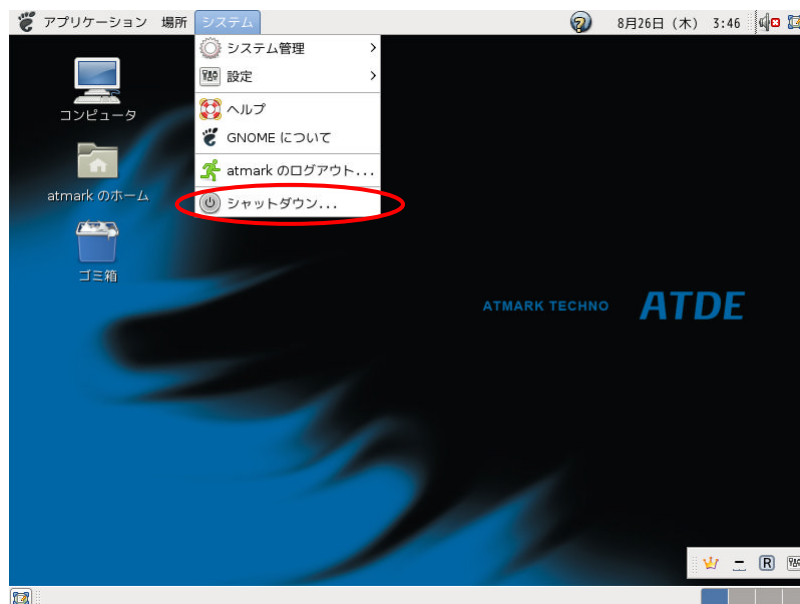 アプリケーション 場所 システム 8月26日 (木) 3:46
システム管理
設定
ヘルプ
GNOME について
atmark のログアウト...
シャットダウン...
コンピュータ
atmark のホーム
ゴミ箱
ATMARK TECHNO ATDE
R